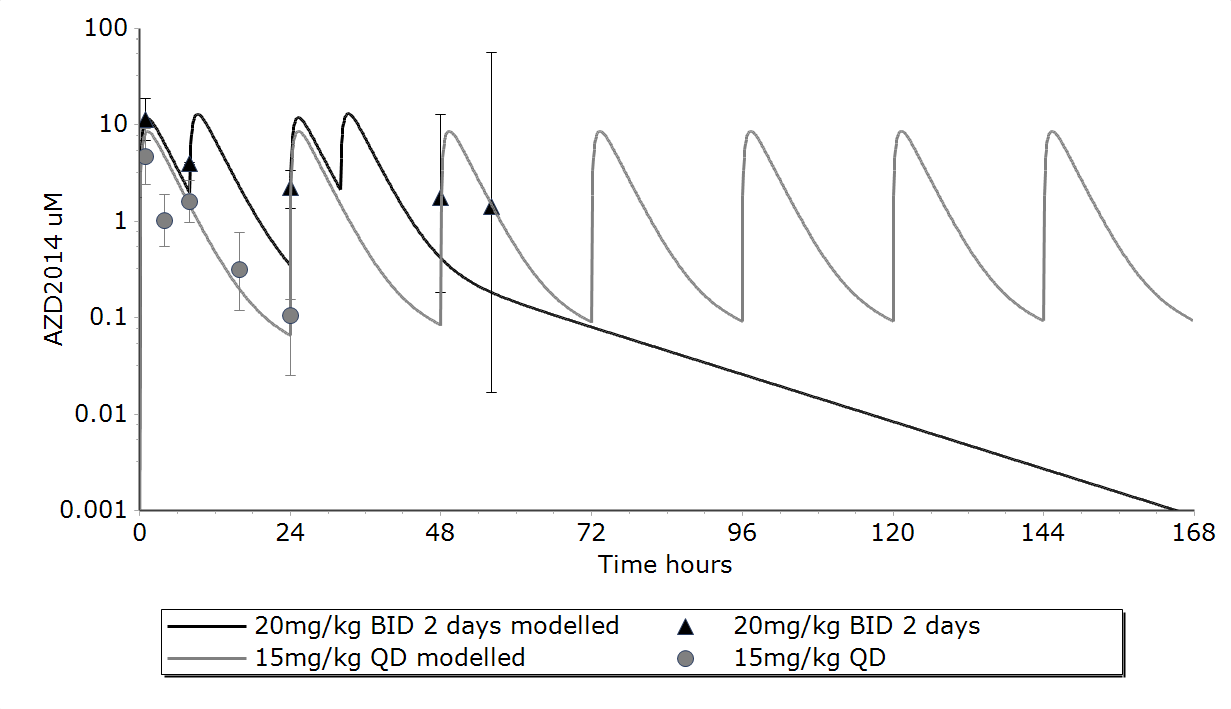 100
10
1
0.1
0.01
0.001
AZD2014 uM
0 24 48 72 96 120 144 168
Time hours
20mg/kg BID 2 days modelled 20mg/kg BID 2 days
15mg/kg QD modelled 15mg/kg QD